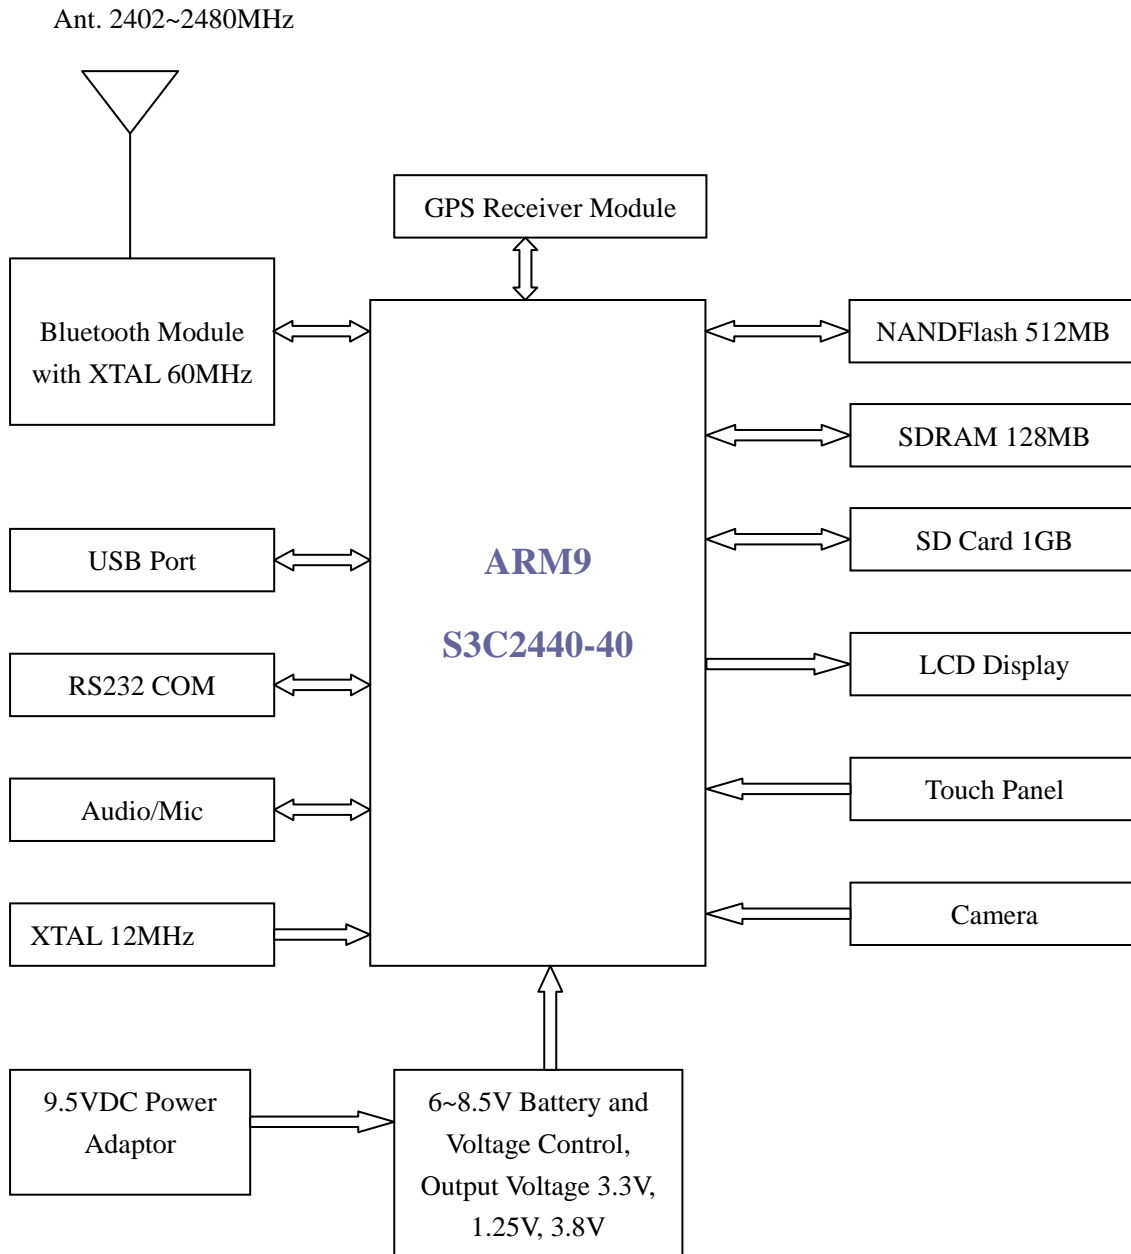 Ant. 2402~2480MHz
GPS Receiver Module
Bluetooth Module
with XTAL 60MHz
NANDFlash 512MB
SDRAM 128MB
USB Port
ARM9
S3C2440-40
SD Card 1GB
RS232 COM
LCD Display
Audio/Mic
Touch Panel
XTAL 12MHz
Camera
9.5VDC Power
Adaptor
6~8.5V Battery and
Voltage Control,
Output Voltage 3.3V,
1.25V, 3.8V